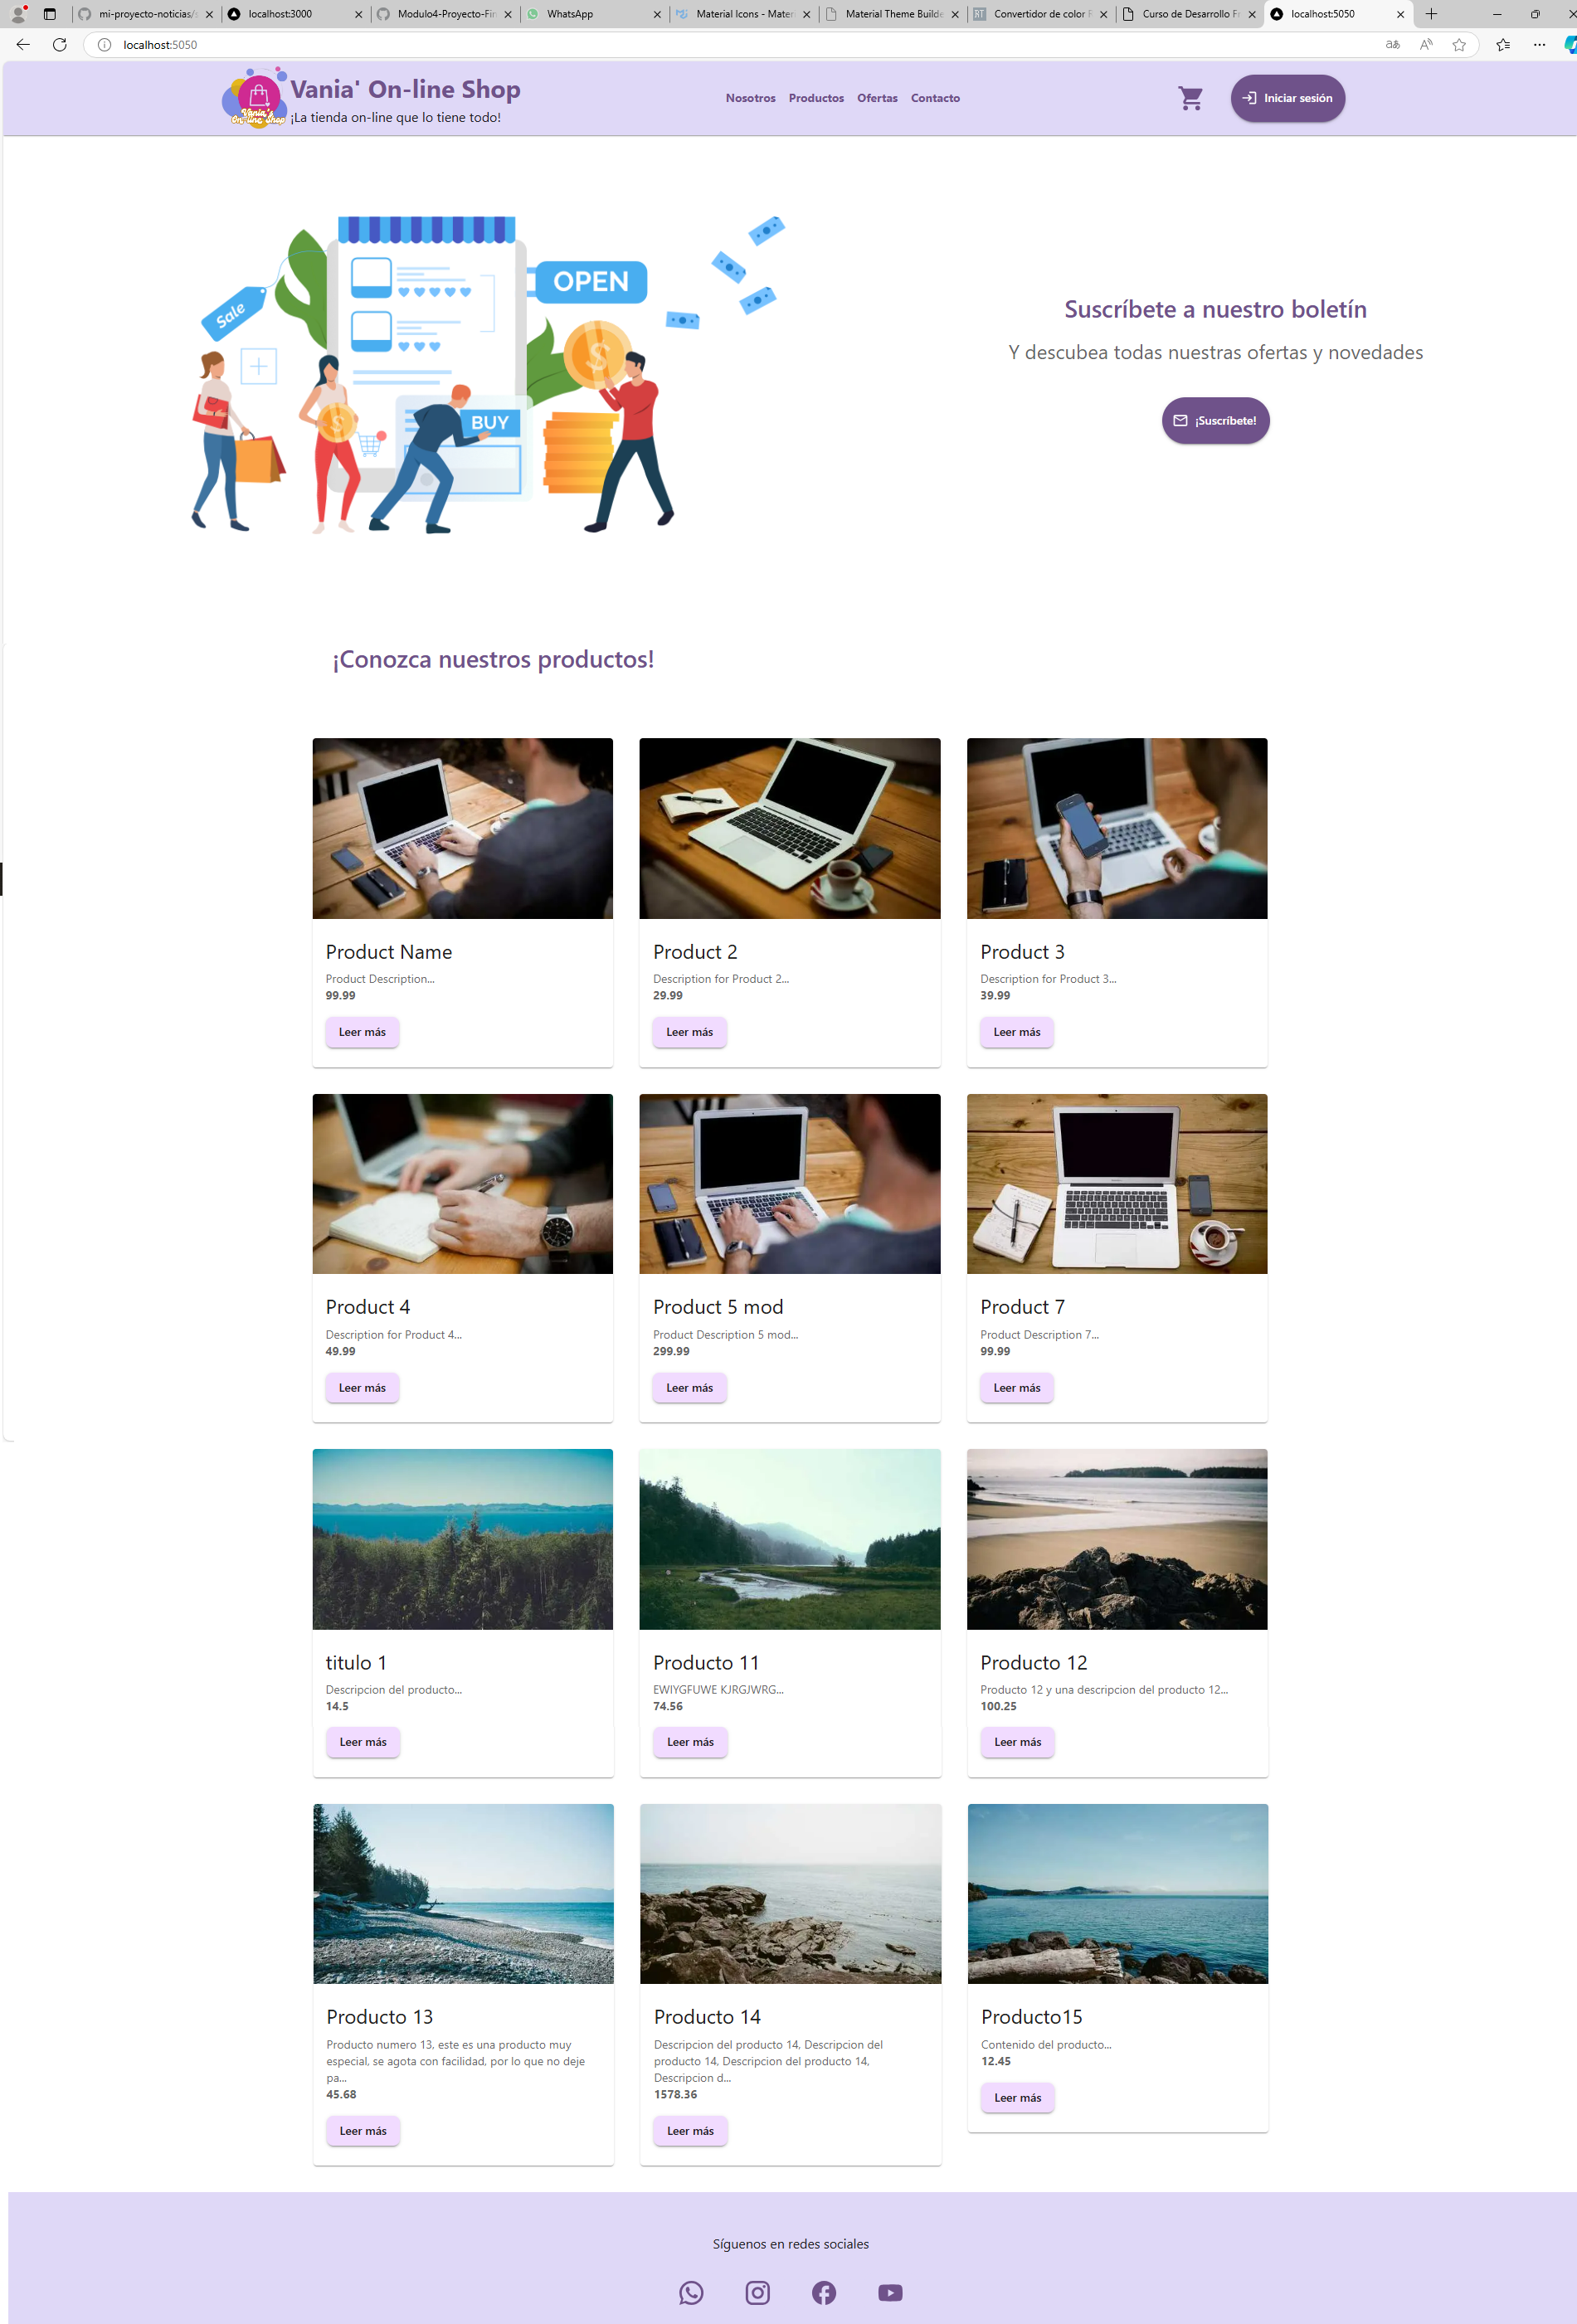 mi-proyecto-noticias/
localhost:3000
Modulo4-Proyecto-Fin
WhatsApp
Material Icons - Materi
Material Theme Builde
Convertidor de color
Curso de Desarrollo Fr
localhost:5050
localhost:5050
Vania' On-line Shop
¡La tienda on-line que lo tiene todo!
Vania's
On-line Shop
Nosotros
Productos
Ofertas
Contacto
Iniciar sesión
Sale
OPEN
BUY
Suscríbete a nuestro boletín
Y descubea todas nuestras ofertas y novedades
¡Suscríbete!
¡Conozca nuestros productos!
Product Name
Product Description...
99.99
Leer más
Product 2
Description for Product 2...
29.99
Leer más
Product 3
Description for Product 3...
39.99
Leer más
Product 4
Description for Product 4...
49.99
Leer más
Product 5 mod
Product Description 5 mod...
299.99
Leer más
Product 7
Product Description 7...
99.99
Leer más
titulo 1
Descripcion del producto...
14.5
Leer más
Producto 11
EWIYGFUWE KJRGJWRG...
74.56
Leer más
Producto 12
Producto 12 y una descripcion del producto 12...
100.25
Leer más
Producto 13
Producto numero 13, este es una producto muy
especial, se agota con facilidad, por lo que no deje
pa...
45.68
Leer más
Producto 14
Descripcion del producto 14, Descripcion del
producto 14, Descripcion del producto 14,
Descripcion d...
1578.36
Leer más
Producto15
Contenido del producto...
12.45
Leer más
Síguenos en redes sociales